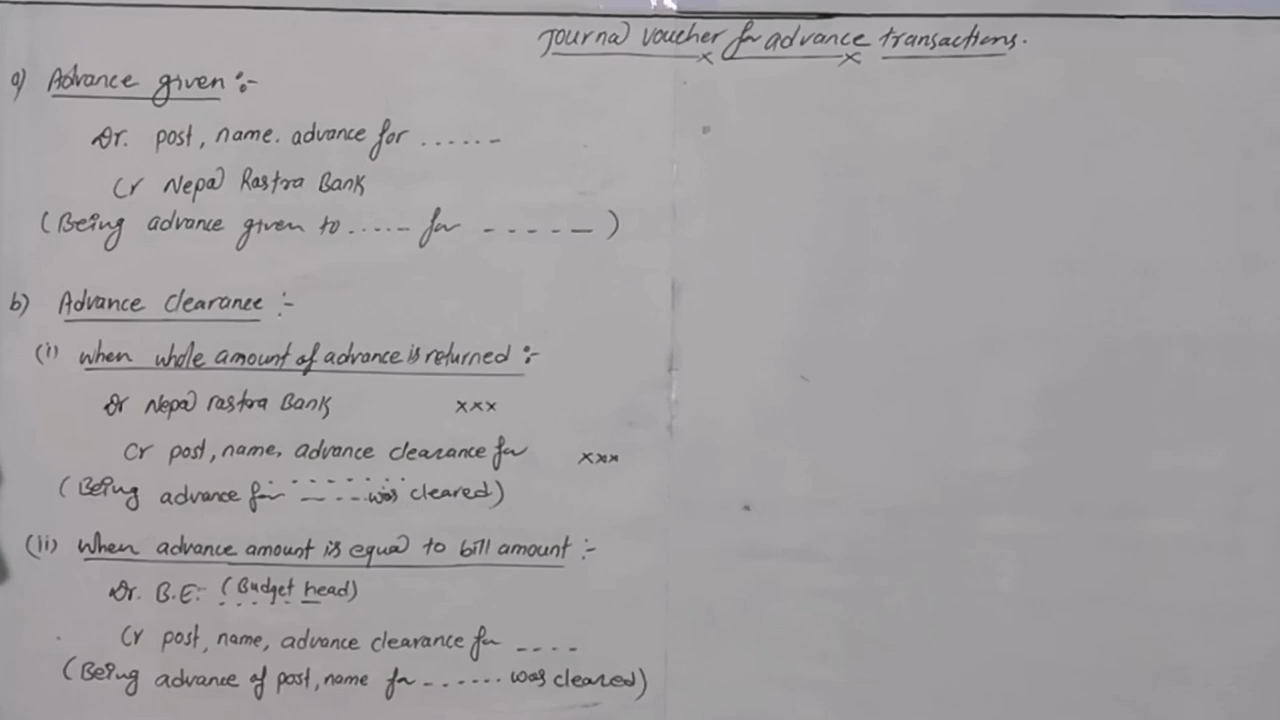 Journal voucher for advance transactions.
a) Advance given :-
Dr. post, name. advance for ......
Cr Nepal Rastra Bank
(Being advance given to ..... for - - - - - )
b) Advance clearance :-
(i) when whole amount of advance is returned :-
Dr Nepal rastra Bank xxx
Cr post, name, advance clearance for xxx
........
(Being advance for - - - - was cleared)
(ii) When advance amount is equal to bill amount :-
Dr. B.E:- (Budget head)
Cr post, name, advance clearance for - - - -
(Being advance of post, name for - ...... was cleared)